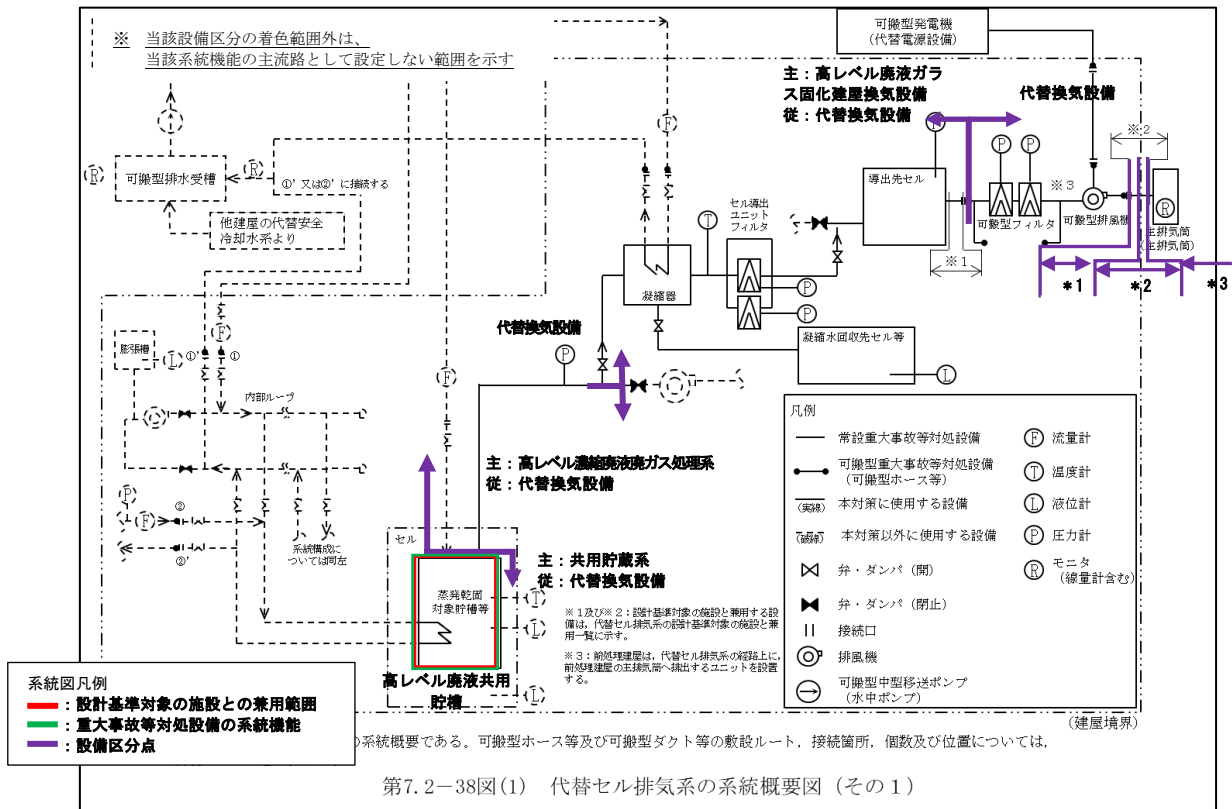 ※　当該設備区分の着色範囲外は、
当該系統機能の主流路として設定しない範囲を示す
可搬型発電機
(代替電源設備)
主：高レベル廃液ガラ
ス固化建屋換気設備
従：代替換気設備
代替換気設備
※２
F
R
R
可搬型排水受槽
①’又は②’に接続する
他建屋の代替安全
冷却水系より
F
導出先セル
P
P
※３
可搬型フィルタ
可搬型排風機
R
主排気筒
(主排気筒)
※１
＊1
＊2
＊3
セル導出
ユニット
フィルタ
T
凝縮器
P
P
代替換気設備
P
凝縮水回収先セル等
L
膨張槽
L
①’
①
F
F
内部ループ
主：高レベル濃縮廃液廃ガス処理系
従：代替換気設備
P
F
②
②’
系統構成に
ついては同左
セル
主：共用貯蔵系
従：代替換気設備
蒸発乾固
対象貯槽等
T
L
L
高レベル廃液共用
貯槽
※１及び※２：設計基準対象の施設と兼用する設
備は，代替セル排気系の設計基準対象の施設と兼
用一覧に示す。
※３：前処理建屋は，代替セル排気系の経路上に，
前処理建屋の主排気筒へ排出するユニットを設置
する。
凡例
常設重大事故等対処設備
可搬型重大事故等対処設備
(可搬型ホース等)
(実線)
本対策に使用する設備
(破線)
本対策以外に使用する設備
弁・ダンパ（開）
弁・ダンパ（閉止）
接続口
排風機
可搬型中型移送ポンプ
（水中ポンプ）
F 流量計
T 温度計
L 液位計
P 圧力計
R モニタ
(線量計含む)
(建屋境界)
系統図凡例
：設計基準対象の施設との兼用範囲
：重大事故等対処設備の系統機能
：設備区分点
の系統概要である。可搬型ホース等及び可搬型ダクト等の敷設ルート，接続箇所，個数及び位置については，
第7.2－38図(1)　代替セル排気系の系統概要図（その１）